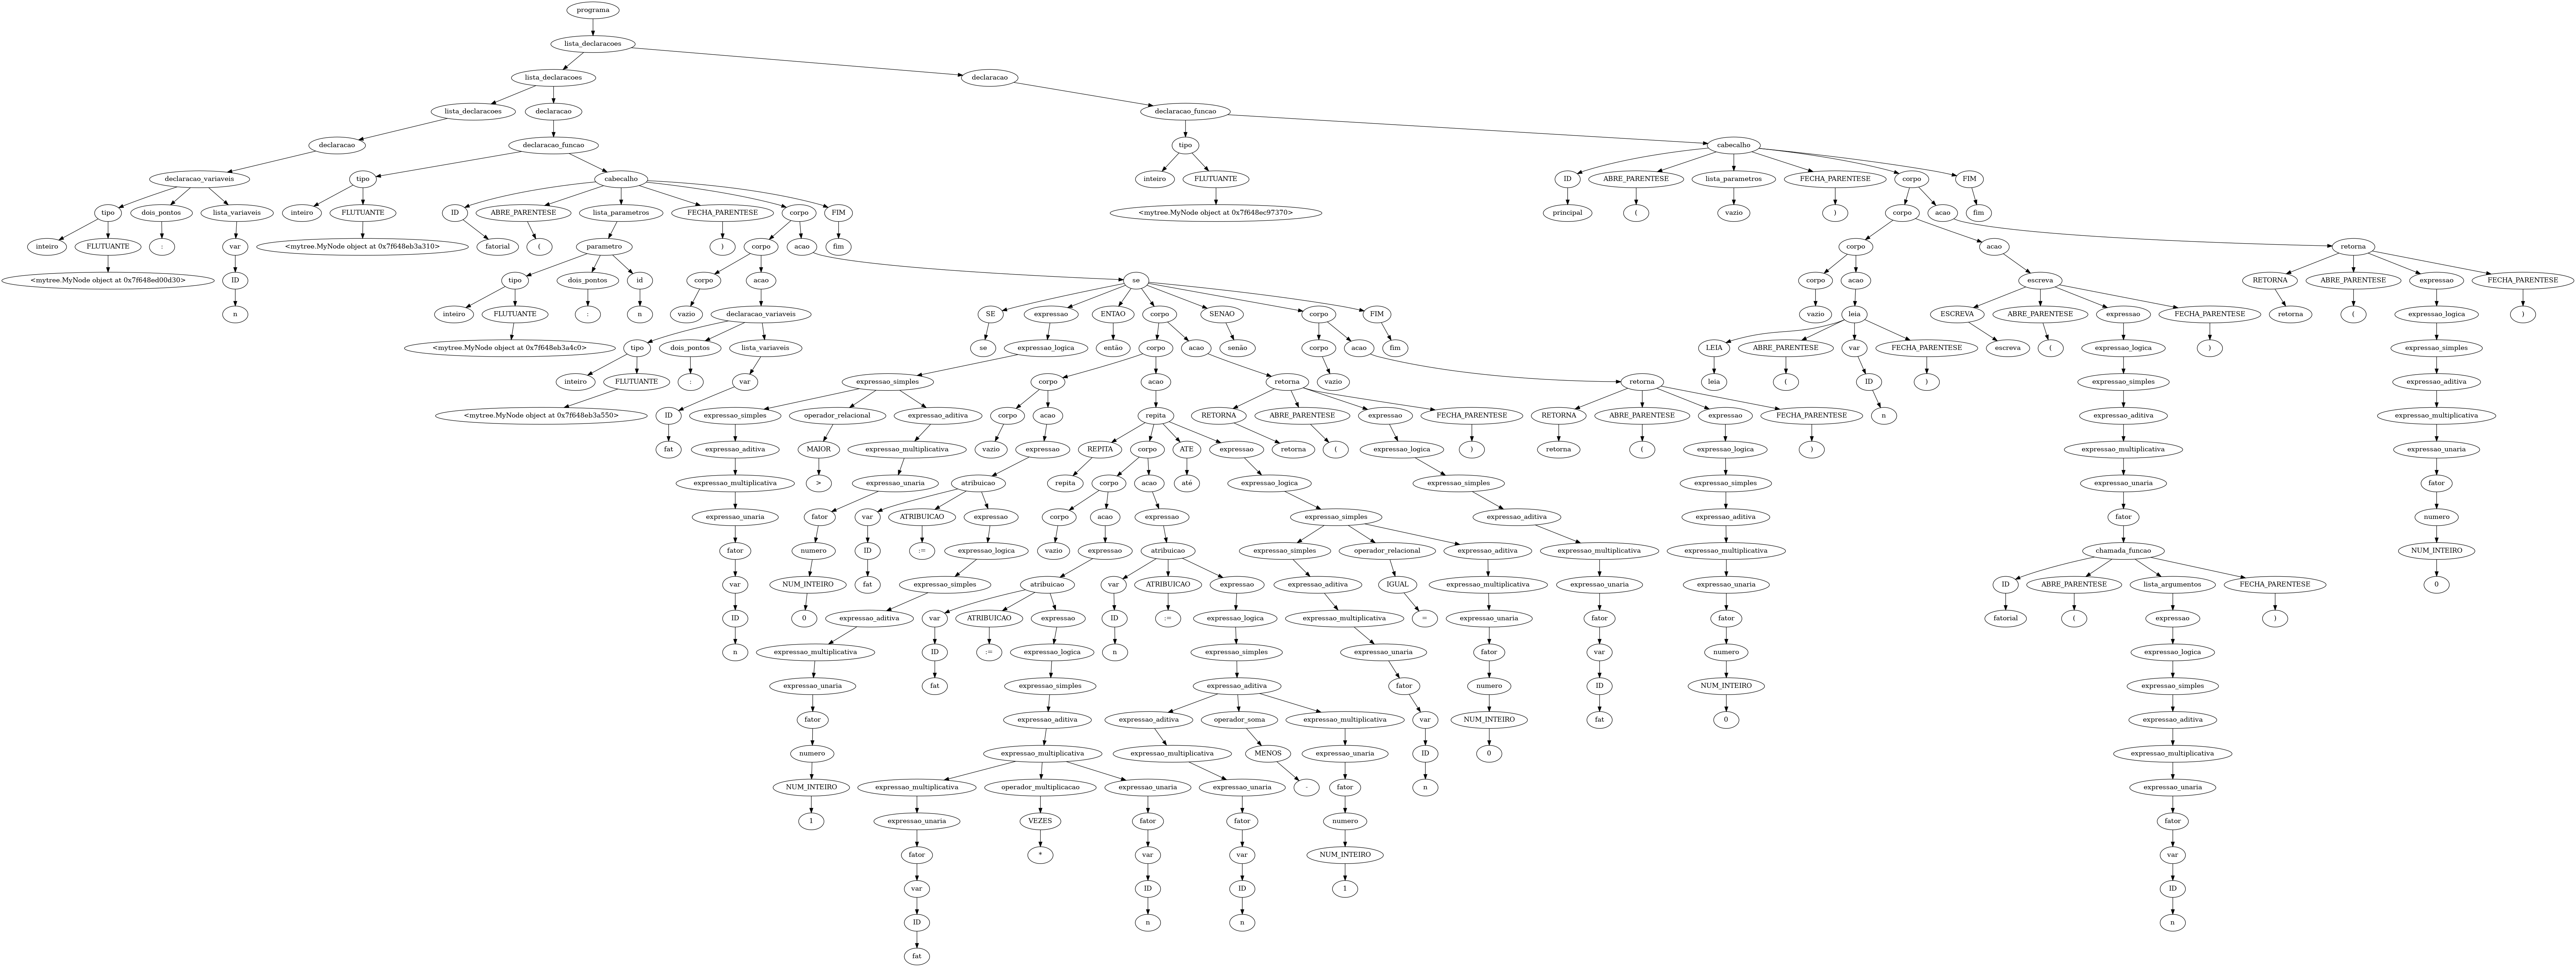 programa
lista_declaracoes
lista_declaracoes declaracao
lista_declaracoes declaracao declaracao_funcao
declaracao declaracao_funcao tipo cabecalho
declaracao_variaveis tipo cabecalho inteiro FLUTUANTE ID ABRE_PARENTESE lista_parametros FECHA_PARENTESE corpo FIM
tipo dois_pontos lista_variaveis inteiro FLUTUANTE ID ABRE_PARENTESE lista_parametros FECHA_PARENTESE corpo FIM <mytree.MyNode object at 0x7f648ec97370> principal ( vazio ) corpo acao fim
inteiro FLUTUANTE : var <mytree.MyNode object at 0x7f648eb3a310> fatorial ( parametro ) corpo acao fim corpo acao retorna
<mytree.MyNode object at 0x7f648ed00d30> ID tipo dois_pontos id corpo acao se corpo acao escreva RETORNA ABRE_PARENTESE expressao FECHA_PARENTESE
n inteiro FLUTUANTE : n vazio declaracao_variaveis SE expressao ENTAO corpo SENAO corpo FIM vazio leia ESCREVA ABRE_PARENTESE expressao FECHA_PARENTESE retorna ( expressao_logica )
<mytree.MyNode object at 0x7f648eb3a4c0> tipo dois_pontos lista_variaveis se expressao_logica então corpo acao senão corpo acao fim LEIA ABRE_PARENTESE var FECHA_PARENTESE escreva ( expressao_logica ) expressao_simples
inteiro FLUTUANTE : var expressao_simples corpo acao retorna vazio retorna leia ( ID ) expressao_simples expressao_aditiva
<mytree.MyNode object at 0x7f648eb3a550> ID expressao_simples operador_relacional expressao_aditiva corpo acao repita RETORNA ABRE_PARENTESE expressao FECHA_PARENTESE RETORNA ABRE_PARENTESE expressao FECHA_PARENTESE n expressao_aditiva expressao_multiplicativa
fat expressao_aditiva MAIOR expressao_multiplicativa vazio expressao REPITA corpo ATE expressao retorna ( expressao_logica ) retorna ( expressao_logica ) expressao_multiplicativa expressao_unaria
expressao_multiplicativa > expressao_unaria atribuicao repita corpo acao até expressao_logica expressao_simples expressao_simples expressao_unaria fator
expressao_unaria fator var ATRIBUICAO expressao corpo acao expressao expressao_simples expressao_aditiva expressao_aditiva fator numero
fator numero ID := expressao_logica vazio expressao atribuicao expressao_simples operador_relacional expressao_aditiva expressao_multiplicativa expressao_multiplicativa chamada_funcao NUM_INTEIRO
var NUM_INTEIRO fat expressao_simples atribuicao var ATRIBUICAO expressao expressao_aditiva IGUAL expressao_multiplicativa expressao_unaria expressao_unaria ID ABRE_PARENTESE lista_argumentos FECHA_PARENTESE 0
ID 0 expressao_aditiva var ATRIBUICAO expressao ID := expressao_logica expressao_multiplicativa = expressao_unaria fator fator fatorial ( expressao )
n expressao_multiplicativa ID := expressao_logica n expressao_simples expressao_unaria fator var numero expressao_logica
expressao_unaria fat expressao_simples expressao_aditiva fator numero ID NUM_INTEIRO expressao_simples
fator expressao_aditiva expressao_aditiva operador_soma expressao_multiplicativa var NUM_INTEIRO fat 0 expressao_aditiva
numero expressao_multiplicativa expressao_multiplicativa MENOS expressao_unaria ID 0 expressao_multiplicativa
NUM_INTEIRO expressao_multiplicativa operador_multiplicacao expressao_unaria expressao_unaria - fator n expressao_unaria
1 expressao_unaria VEZES fator fator numero fator
fator * var var NUM_INTEIRO var
var ID ID 1 ID
ID n n n
fat